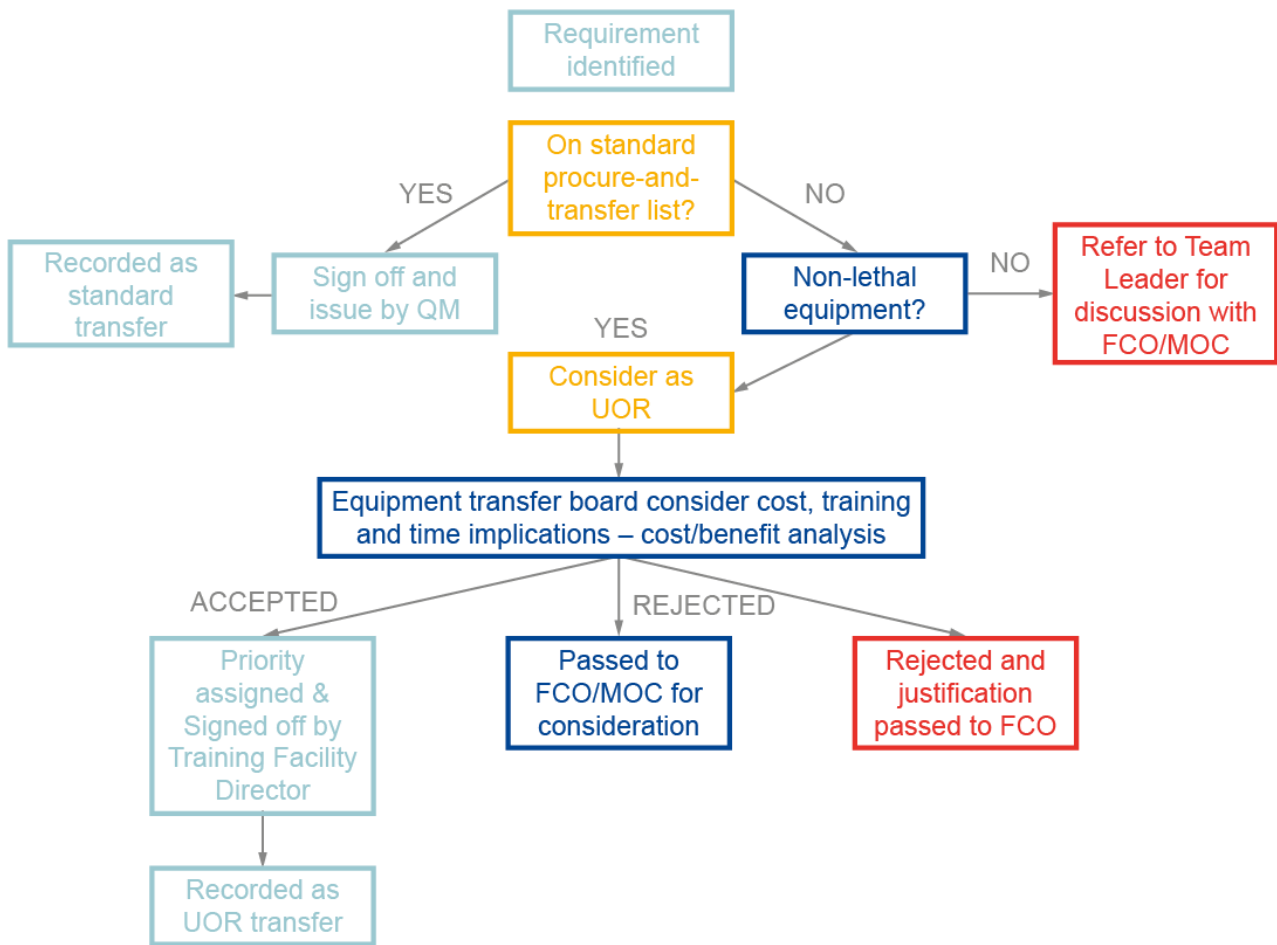 Requirement
identified
On standard
procure-and-
transfer list?
YES
NO
Recorded as
standard
transfer
Sign off and
issue by QM
Non-lethal
equipment?
NO
Refer to Team
Leader for
discussion with
FCO/MOC
YES
Consider as
UOR
Equipment transfer board consider cost, training
and time implications – cost/benefit analysis
ACCEPTED
REJECTED
Priority
assigned &
Signed off by
Training Facility
Director
Passed to
FCO/MOC for
consideration
Rejected and
justification
passed to FCO
Recorded as
UOR transfer